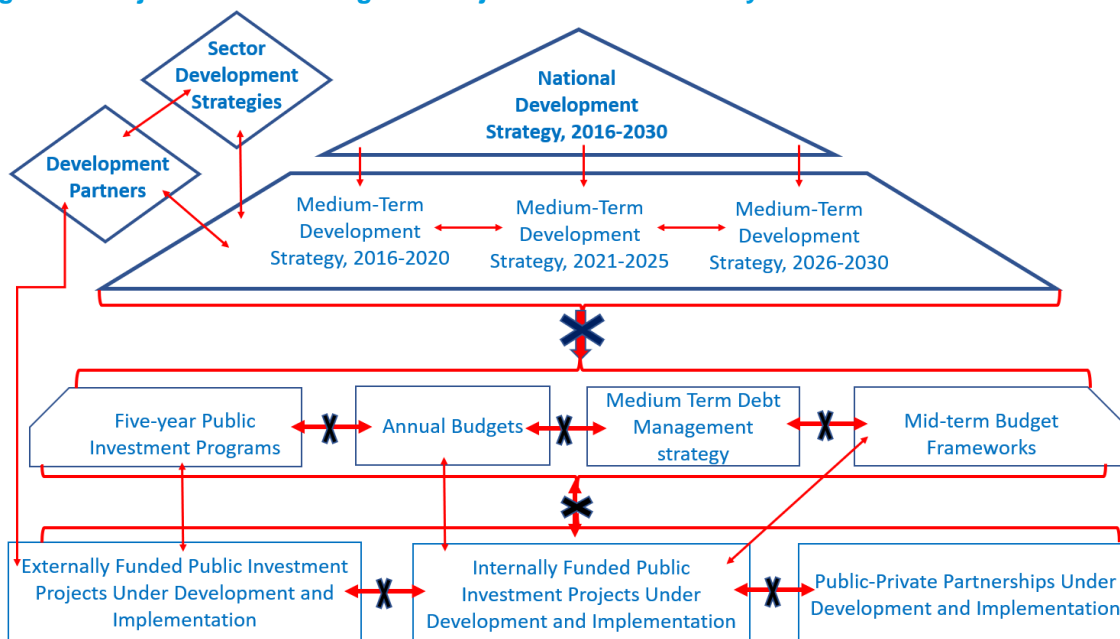 Sector
Development
Strategies
Development
Partners
National
Development
Strategy, 2016-2030
Medium-Term
Development
Strategy, 2016-2020
Medium-Term
Development
Strategy, 2021-2025
Medium-Term
Development
Strategy, 2026-2030
Five-year Public
Investment Programs
Annual Budgets
Medium Term Debt
Management
strategy
Mid-term Budget
Frameworks
Externally Funded Public Investment
Projects Under Development and
Implementation
Internally Funded Public
Investment Projects Under
Development and Implementation
Public-Private Partnerships Under
Development and Implementation